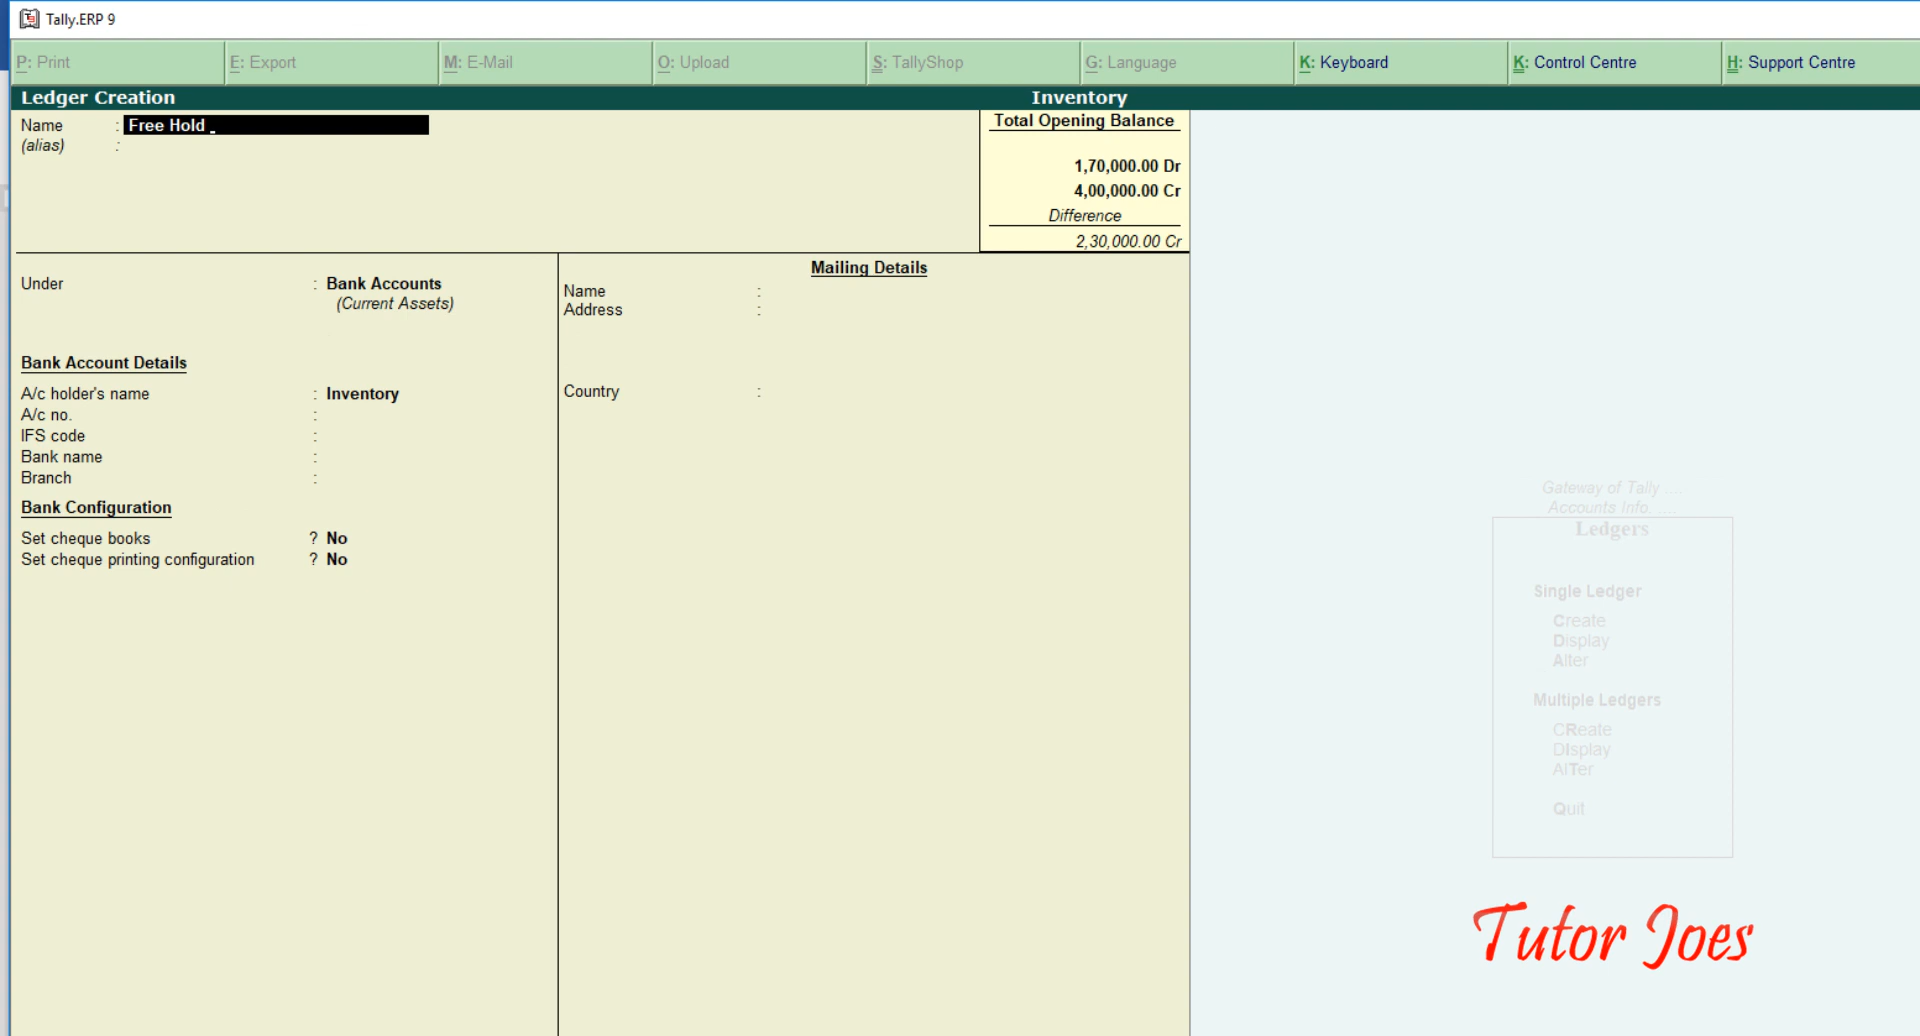 Tally.ERP 9
P: Print E: Export M: E-Mail O: Upload S: TallyShop G: Language K: Keyboard K: Control Centre H: Support Centre
Ledger Creation Inventory
Name : Free Hold _
(alias) :
Total Opening Balance
1,70,000.00 Dr
4,00,000.00 Cr
Difference
2,30,000.00 Cr
Under : Bank Accounts
(Current Assets)
Bank Account Details
A/c holder's name : Inventory
A/c no. :
IFS code :
Bank name :
Branch :
Bank Configuration
Set cheque books ? No
Set cheque printing configuration ? No
Mailing Details
Name :
Address :
Country :
Gateway of Tally ....
Accounts Info. ....
Ledgers
Single Ledger
Create
Display
Alter
Multiple Ledgers
CReate
DIsplay
AlTer
Quit
Tutor Joes